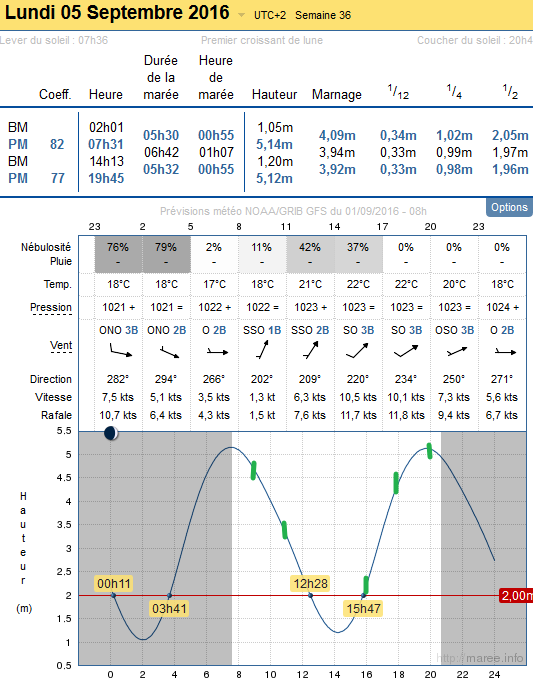 Lundi 05 Septembre 2016 UTC+2 Semaine 36
Lever du soleil : 07h36 Premier croissant de lune Coucher du soleil : 20h4
Coeff. Heure Durée de la marée Heure de marée Hauteur Marnage 1/12 1/4 1/2
BM 02h01 1,05m
PM 82 07h31 05h30 00h55 5,14m 4,09m 0,34m 1,02m 2,05m
BM 14h13 06h42 01h07 1,20m 3,94m 0,33m 0,99m 1,97m
PM 77 19h45 05h32 00h55 5,12m 3,92m 0,33m 0,98m 1,96m
Prévisions météo NOAA/GRIB GFS du 01/09/2016 - 08h Options
23 2 5 8 11 14 17 20 23
Nébulosité 76% 79% 2% 11% 42% 37% 0% 0% 0%
Pluie - - - - - - - - -
Temp. 18°C 18°C 17°C 18°C 21°C 22°C 22°C 20°C 18°C
Pression 1021 + 1021 = 1022 + 1022 = 1023 + 1023 = 1023 = 1023 = 1024 +
Vent ONO 3B ONO 2B O 2B SSO 1B SSO 2B SO 3B SO 3B OSO 3B O 2B
Direction 282° 294° 266° 202° 209° 220° 234° 250° 271°
Vitesse 7,5 kts 5,1 kts 3,5 kts 1,3 kt 6,3 kts 10,5 kts 10,1 kts 7,3 kts 5,6 kts
Rafale 10,7 kts 6,4 kts 4,3 kts 1,5 kt 7,6 kts 11,7 kts 11,8 kts 9,4 kts 6,7 kts
Hauteur
(m)
5.5
5
4.5
4
3.5
3
2.5
2
1.5
1
0.5
00h11
03h41
12h28
15h47
2,00m
http://maree.info
0 2 4 6 8 10 12 14 16 18 20 22 24